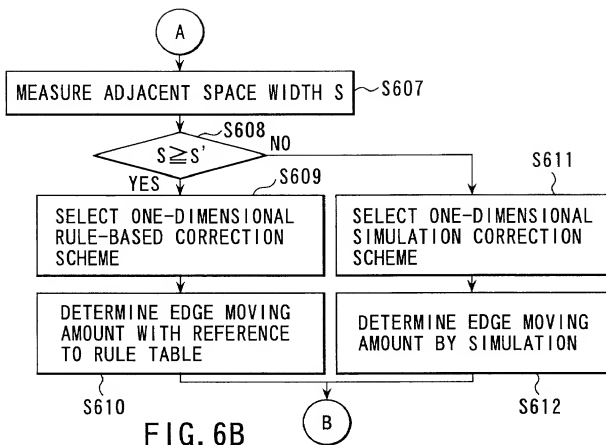 A
MEASURE ADJACENT SPACE WIDTH S
S607
S608
S≧S'
NO
YES
S609
S611
SELECT ONE-DIMENSIONAL
RULE-BASED CORRECTION
SCHEME
SELECT ONE-DIMENSIONAL
SIMULATION CORRECTION
SCHEME
DETERMINE EDGE MOVING
AMOUNT WITH REFERENCE
TO RULE TABLE
DETERMINE EDGE MOVING
AMOUNT BY SIMULATION
S610
S612
B
FIG. 6B